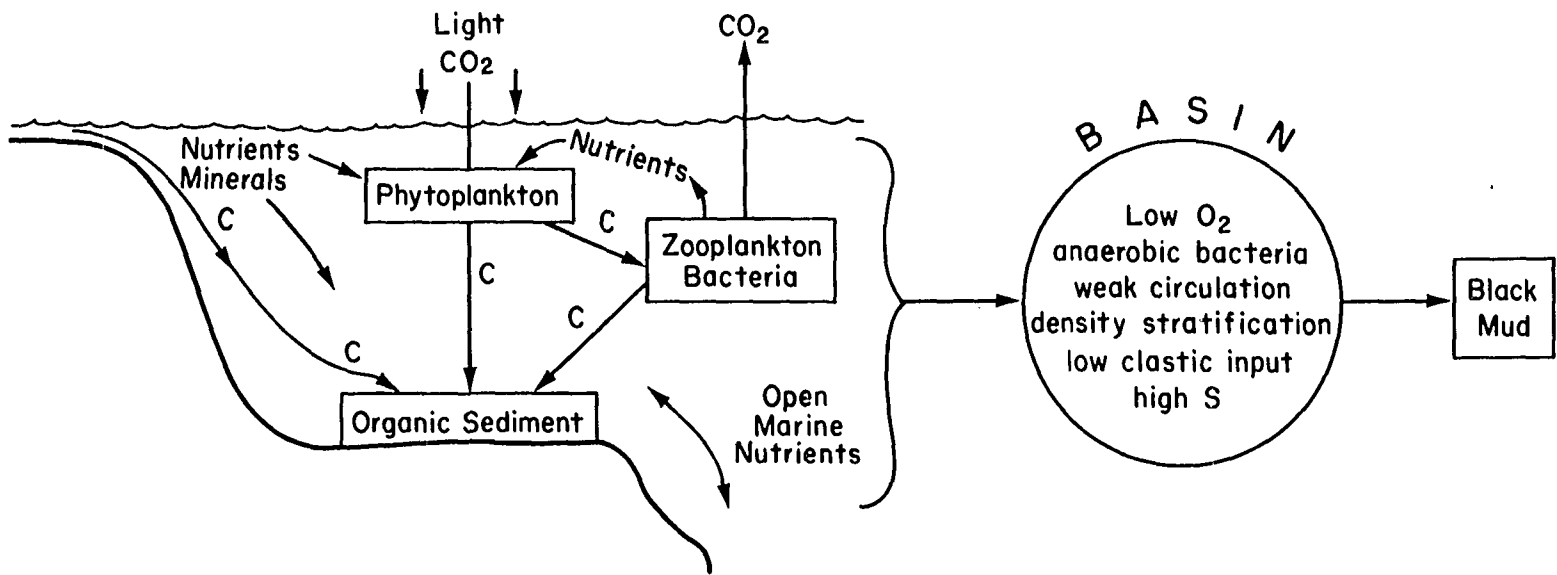 Light
CO2
CO2
Nutrients
Minerals
Nutrients
Phytoplankton
C
C
C
Zooplankton
Bacteria
C
C
Organic Sediment
Open
Marine
Nutrients
BASIN
Low O2
anaerobic bacteria
weak circulation
density stratification
low clastic input
high S
Black
Mud